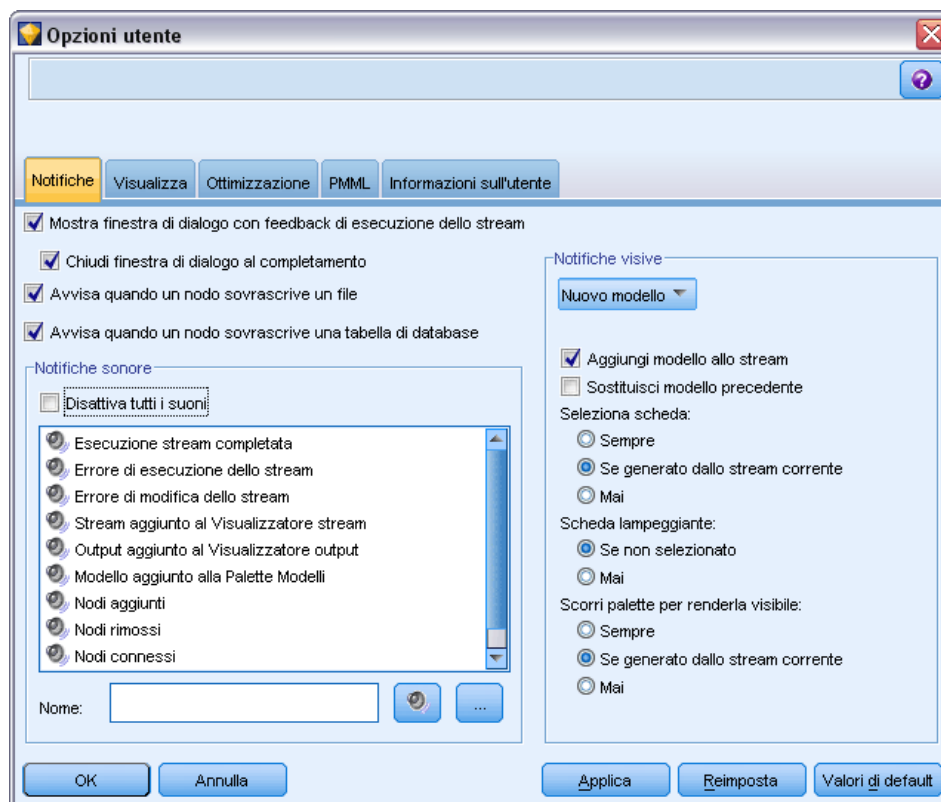 Opzioni utente
Notifiche
Visualizza
Ottimizzazione
PMML
Informazioni sull'utente
Mostra finestra di dialogo con feedback di esecuzione dello stream
Chiudi finestra di dialogo al completamento
Avvisa quando un nodo sovrascrive un file
Avvisa quando un nodo sovrascrive una tabella di database
Notifiche sonore
Disattiva tutti i suoni
Esecuzione stream completata
Errore di esecuzione dello stream
Errore di modifica dello stream
Stream aggiunto al Visualizzatore stream
Output aggiunto al Visualizzatore output
Modello aggiunto alla Palette Modelli
Nodi aggiunti
Nodi rimossi
Nodi connessi
Nome:
...
Notifiche visive
Nuovo modello
Aggiungi modello allo stream
Sostituisci modello precedente
Seleziona scheda:
Sempre
Se generato dallo stream corrente
Mai
Scheda lampeggiante:
Se non selezionato
Mai
Scorri palette per renderla visibile:
Sempre
Se generato dallo stream corrente
Mai
OK
Annulla
Applica
Reimposta
Valori di default